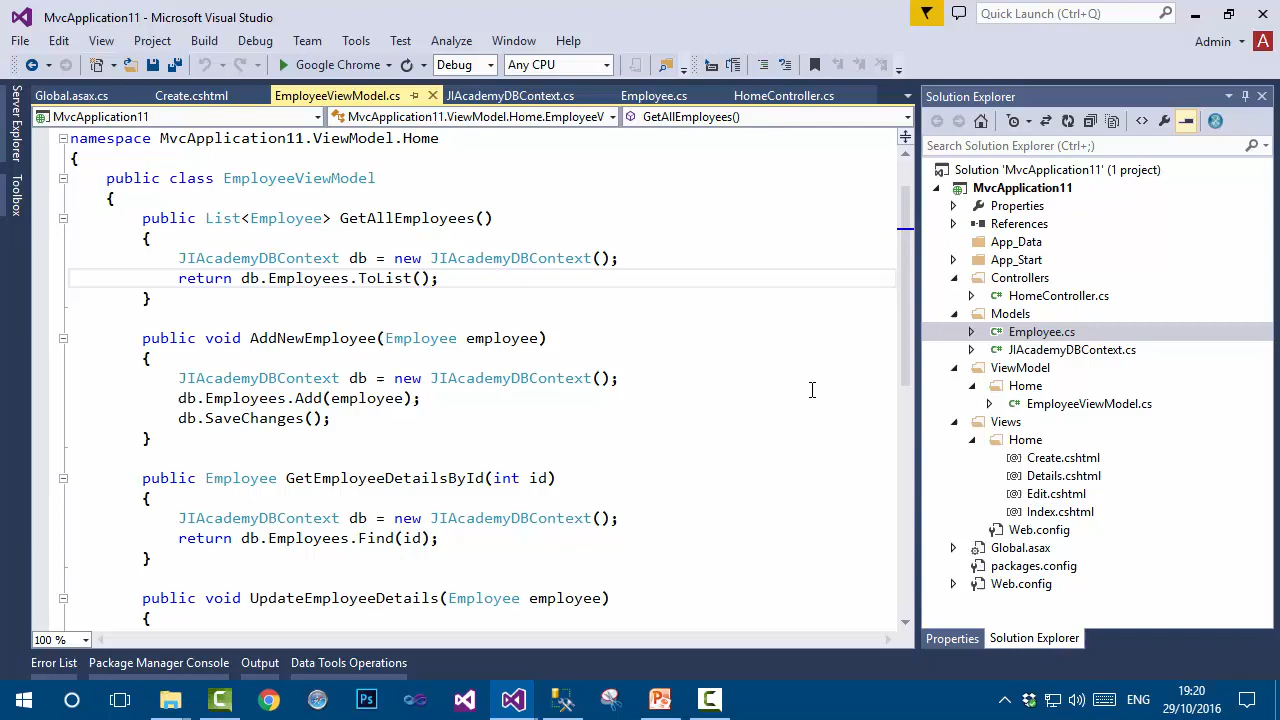 MvcApplication11 - Microsoft Visual Studio
Quick Launch (Ctrl+Q)
File Edit View Project Build Debug Team Tools Test Analyze Window Help
Admin A
Google Chrome Debug Any CPU
Global.asax.cs Create.cshtml EmployeeViewModel.cs JIAcademyDBContext.cs Employee.cs HomeController.cs
MvcApplication11 MvcApplication11.ViewModel.Home.EmployeeV GetAllEmployees()
Server Explorer
Toolbox
namespace MvcApplication11.ViewModel.Home
{
public class EmployeeViewModel
{
public List<Employee> GetAllEmployees()
{
JIAcademyDBContext db = new JIAcademyDBContext();
return db.Employees.ToList();
}
public void AddNewEmployee(Employee employee)
{
JIAcademyDBContext db = new JIAcademyDBContext();
db.Employees.Add(employee);
db.SaveChanges();
}
public Employee GetEmployeeDetailsById(int id)
{
JIAcademyDBContext db = new JIAcademyDBContext();
return db.Employees.Find(id);
}
public void UpdateEmployeeDetails(Employee employee)
{
100 %
Solution Explorer
Search Solution Explorer (Ctrl+;)
Solution 'MvcApplication11' (1 project)
MvcApplication11
Properties
References
App_Data
App_Start
Controllers
C# HomeController.cs
Models
C# Employee.cs
C# JIAcademyDBContext.cs
ViewModel
Home
C# EmployeeViewModel.cs
Views
Home
[@] Create.cshtml
[@] Details.cshtml
[@] Edit.cshtml
[@] Index.cshtml
Web.config
Global.asax
packages.config
Web.config
Properties Solution Explorer
Error List Package Manager Console Output Data Tools Operations
Ps
ENG
19:20
29/10/2016